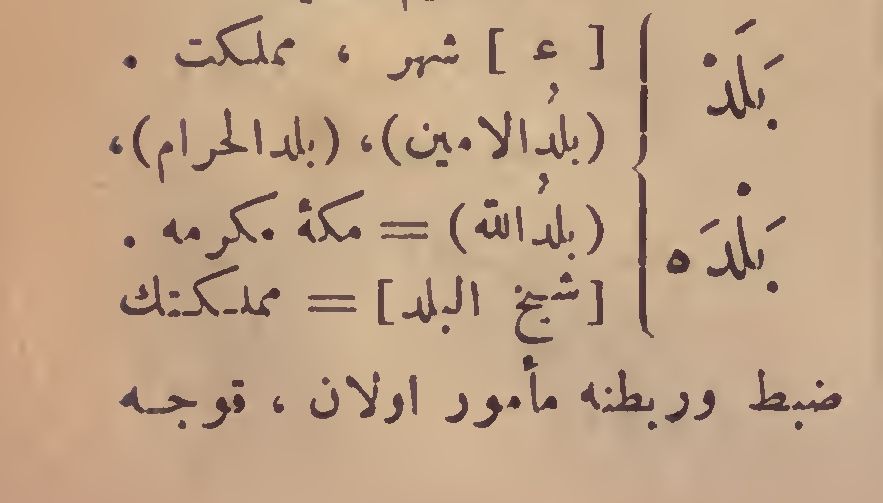 بَلَدْ
[ ء ] شهر ، مملكت .
(بلدُالامين)، (بلدالحرام)،
بَلْدَه
(بلدُالله) = مكهٔ مكرمه .
[شيخ البلد] = مملكتك
ضبط وربطنه مأمور اولان ، قوجه